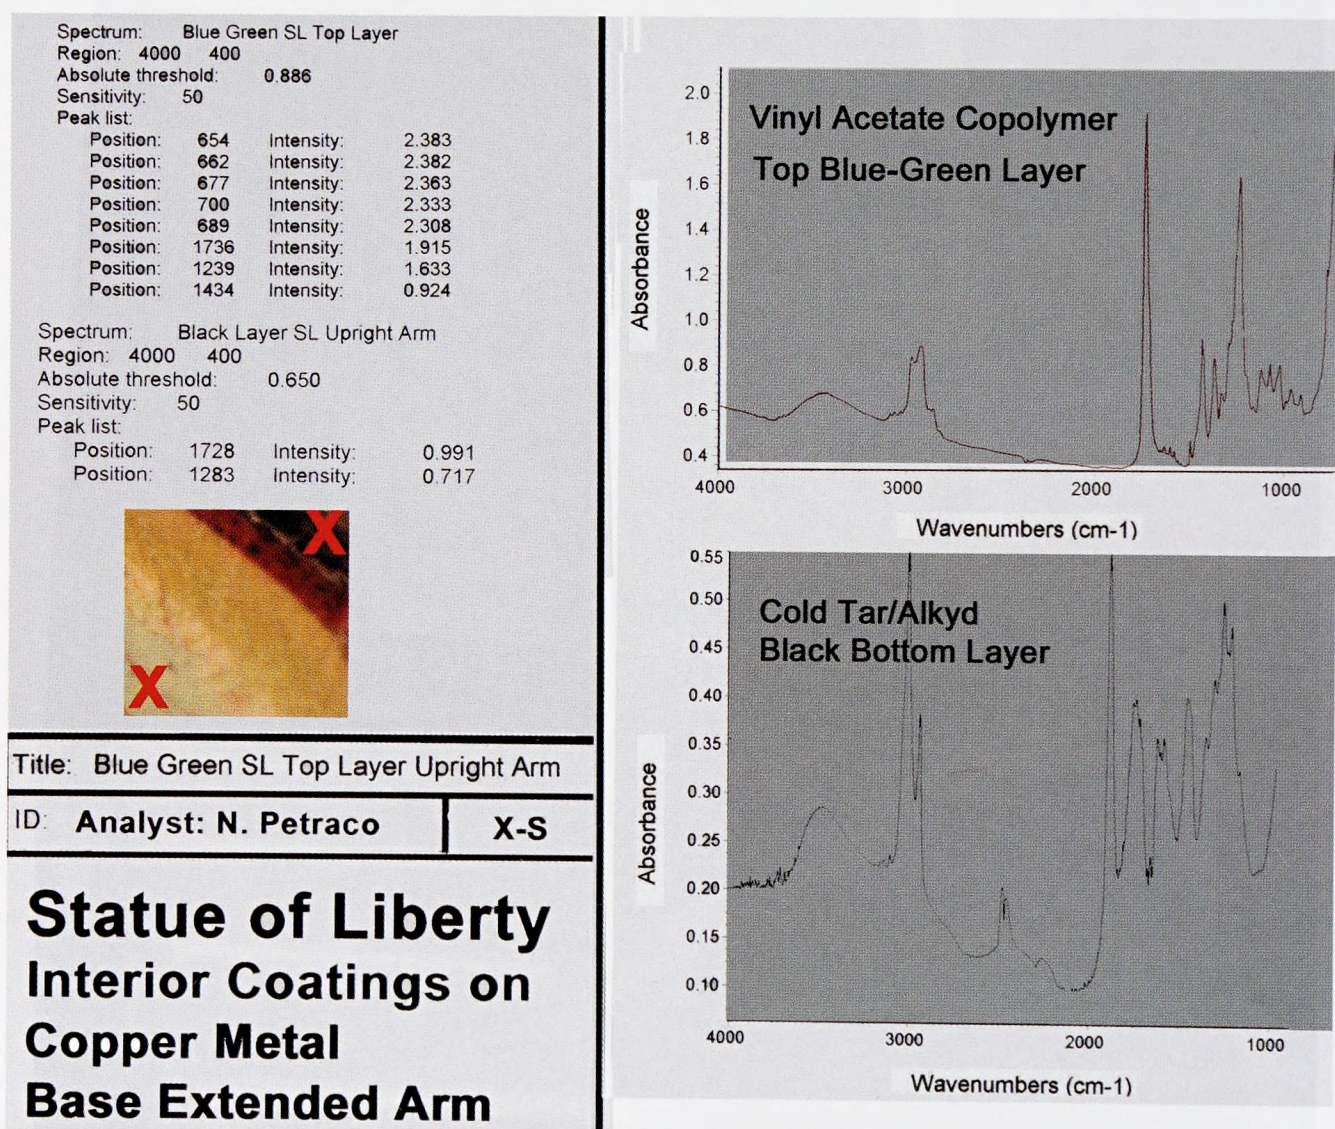 Spectrum: Blue Green SL Top Layer
Region: 4000 400
Absolute threshold: 0.886
Sensitivity: 50
Peak list:
Position: 654 Intensity: 2.383
Position: 662 Intensity: 2.382
Position: 677 Intensity: 2.363
Position: 700 Intensity: 2.333
Position: 689 Intensity: 2.308
Position: 1736 Intensity: 1.915
Position: 1239 Intensity: 1.633
Position: 1434 Intensity: 0.924
Spectrum: Black Layer SL Upright Arm
Region: 4000 400
Absolute threshold: 0.650
Sensitivity: 50
Peak list:
Position: 1728 Intensity: 0.991
Position: 1283 Intensity: 0.717
X
X
Title: Blue Green SL Top Layer Upright Arm
ID: Analyst: N. Petraco X-S
Statue of Liberty
Interior Coatings on
Copper Metal
Base Extended Arm
Vinyl Acetate Copolymer
Top Blue-Green Layer
Absorbance
2.0
1.8
1.6
1.4
1.2
1.0
0.8
0.6
0.4
4000 3000 2000 1000
Wavenumbers (cm-1)
Cold Tar/Alkyd
Black Bottom Layer
Absorbance
0.55
0.50
0.45
0.40
0.35
0.30
0.25
0.20
0.15
0.10
4000 3000 2000 1000
Wavenumbers (cm-1)